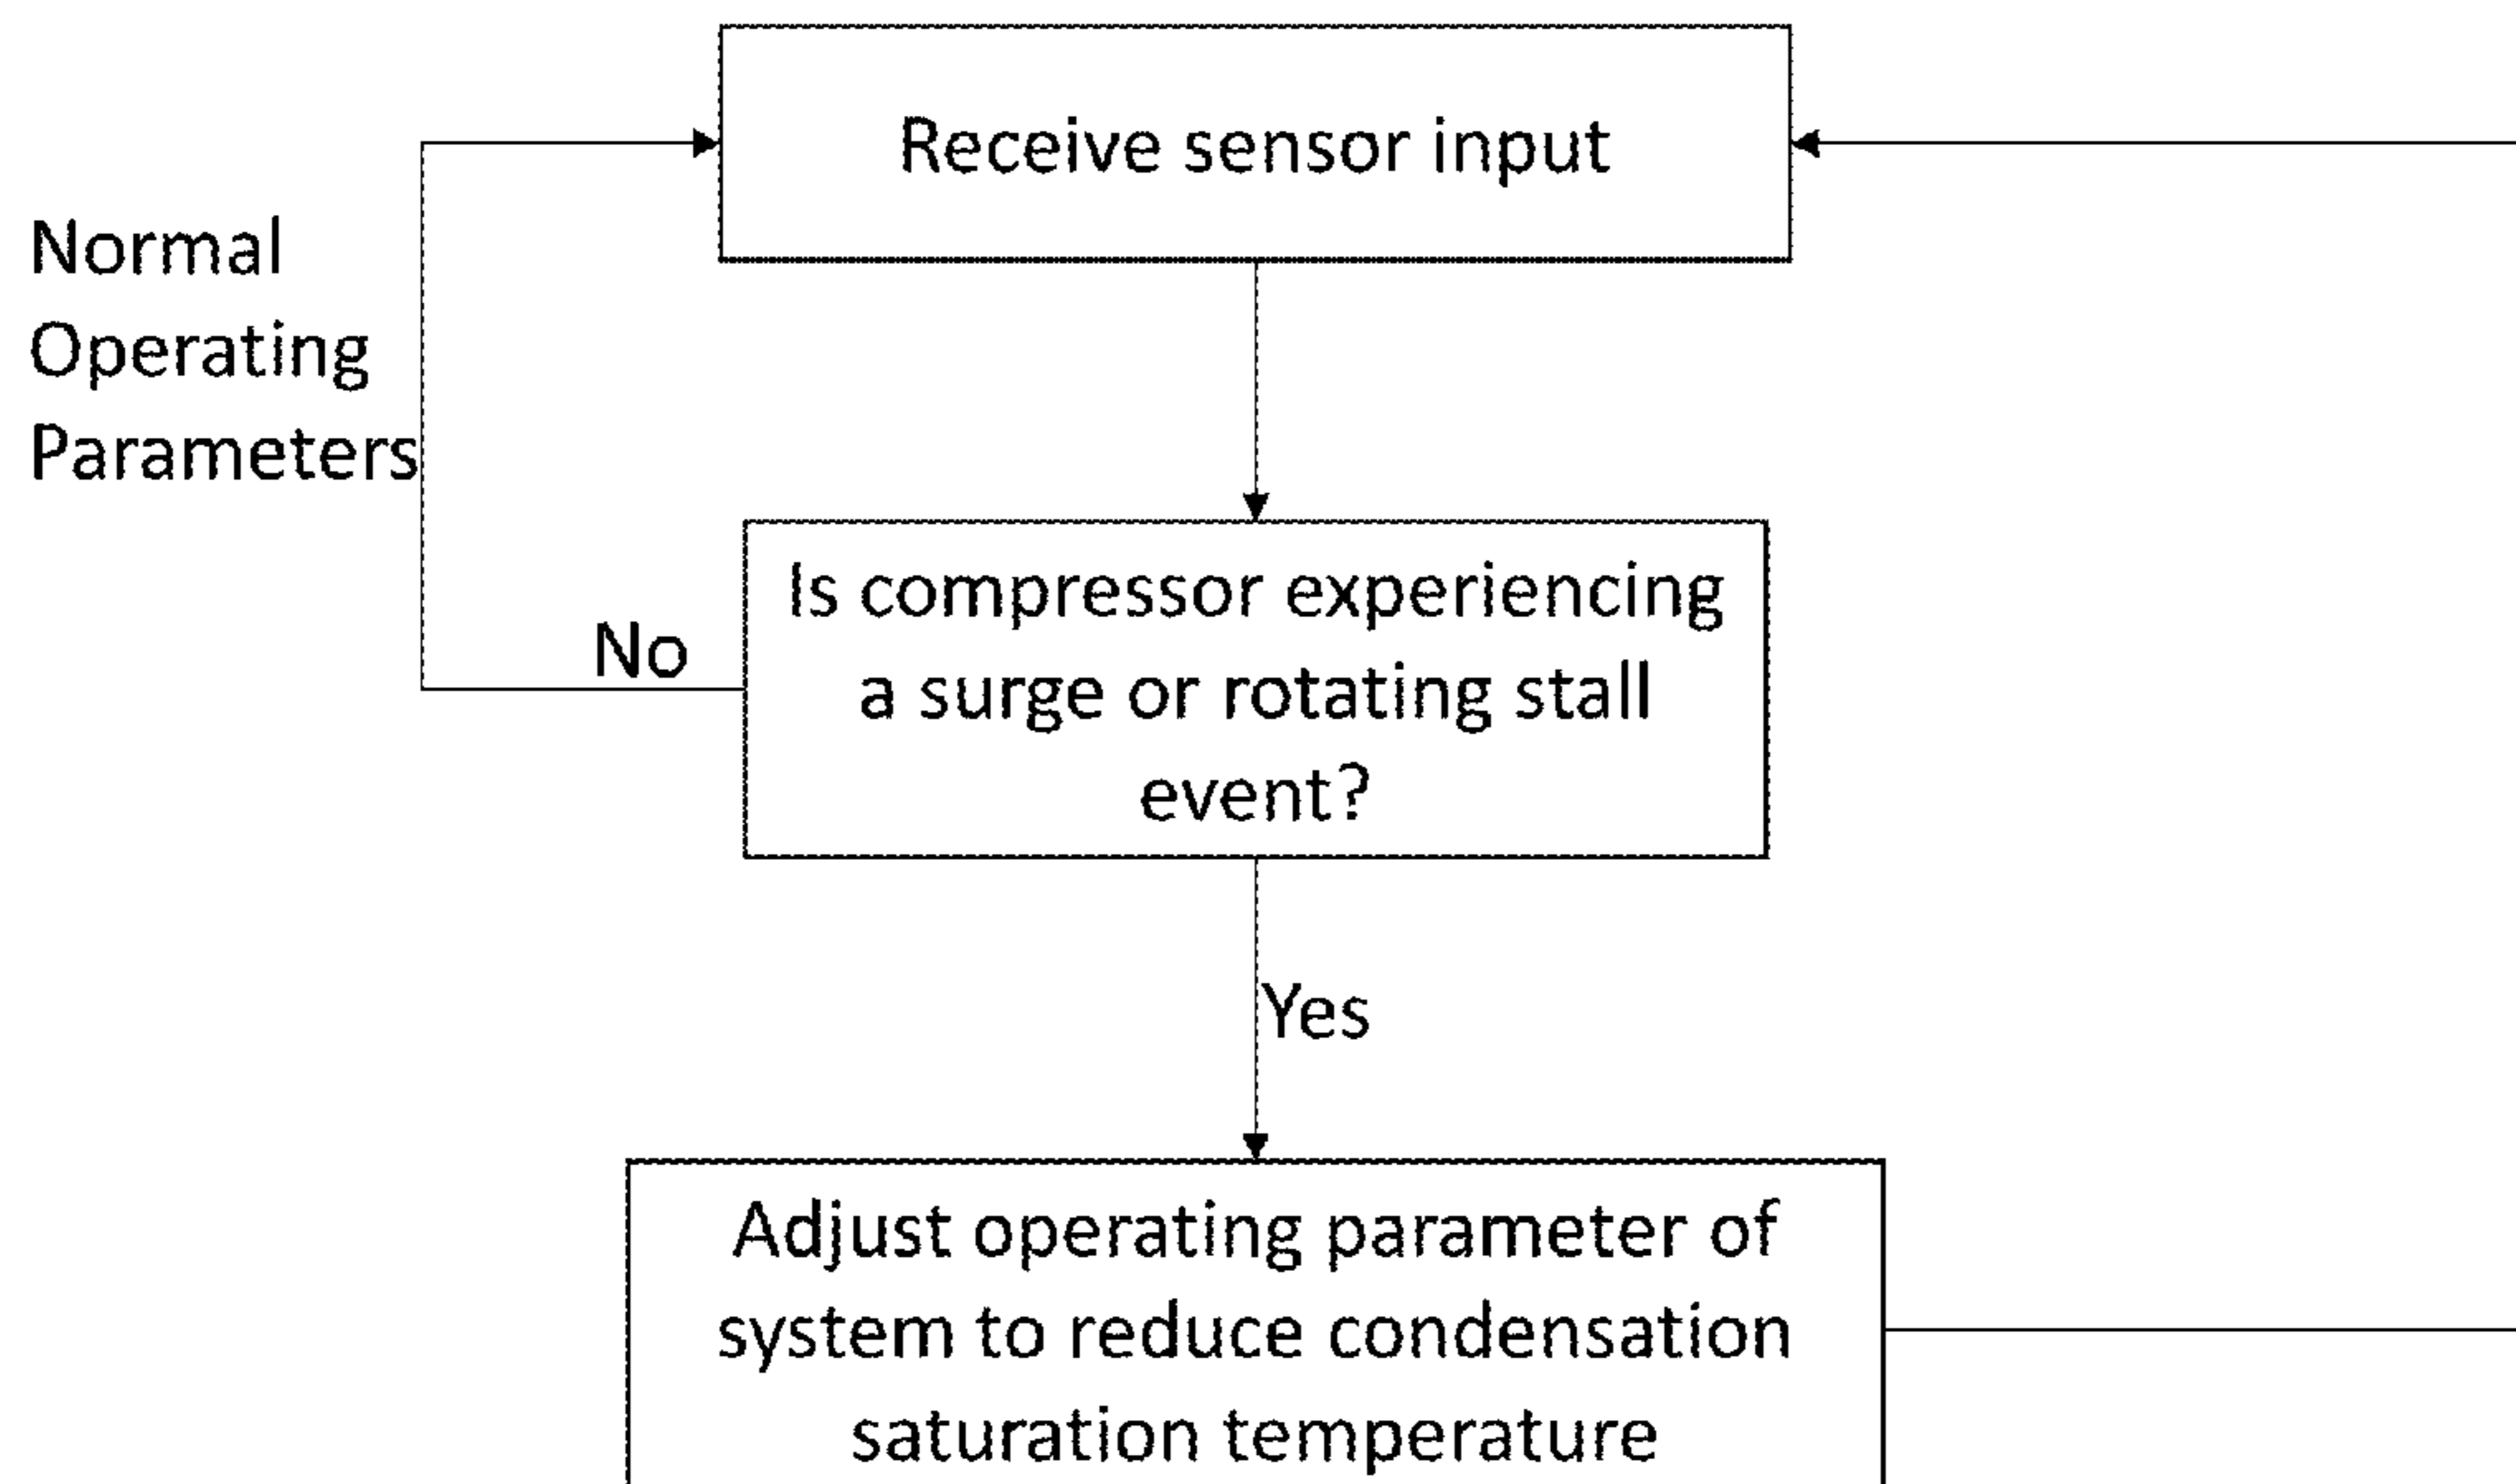 Receive sensor input
Normal
Operating
Parameters
Is compressor experiencing
a surge or rotating stall
event?
No
Yes
Adjust operating parameter of
system to reduce condensation
saturation temperature